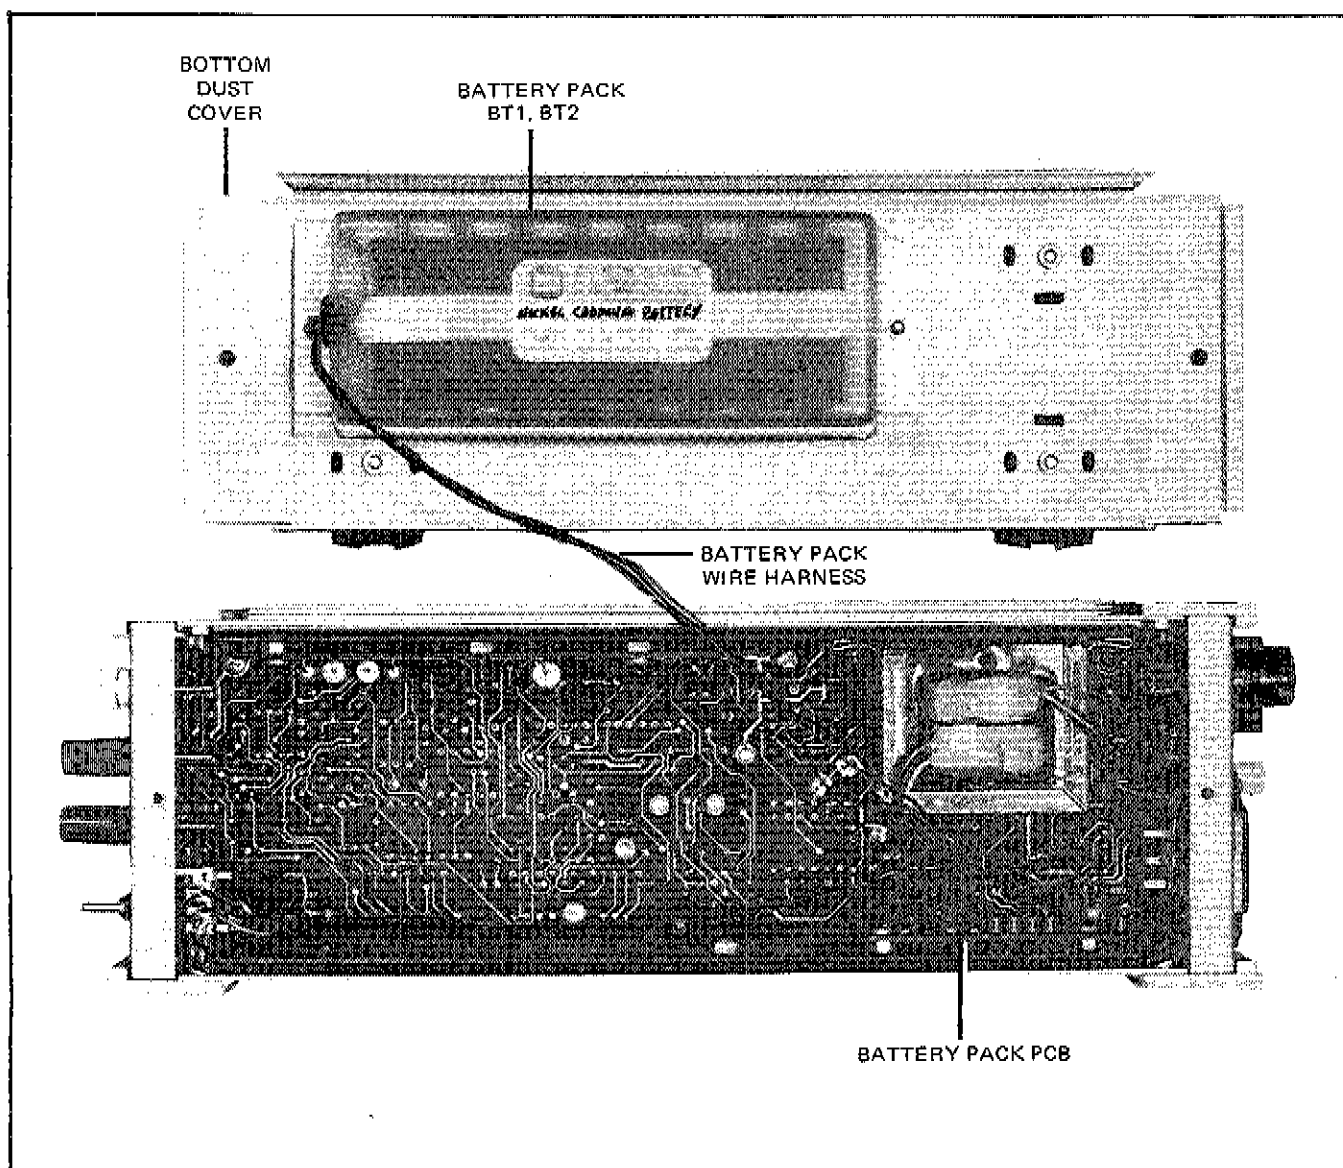 BOTTOM
DUST
COVER
BATTERY PACK
BT1, BT2
NICKEL CADMIUM BATTERY
BATTERY PACK
WIRE HARNESS
BATTERY PACK PCB